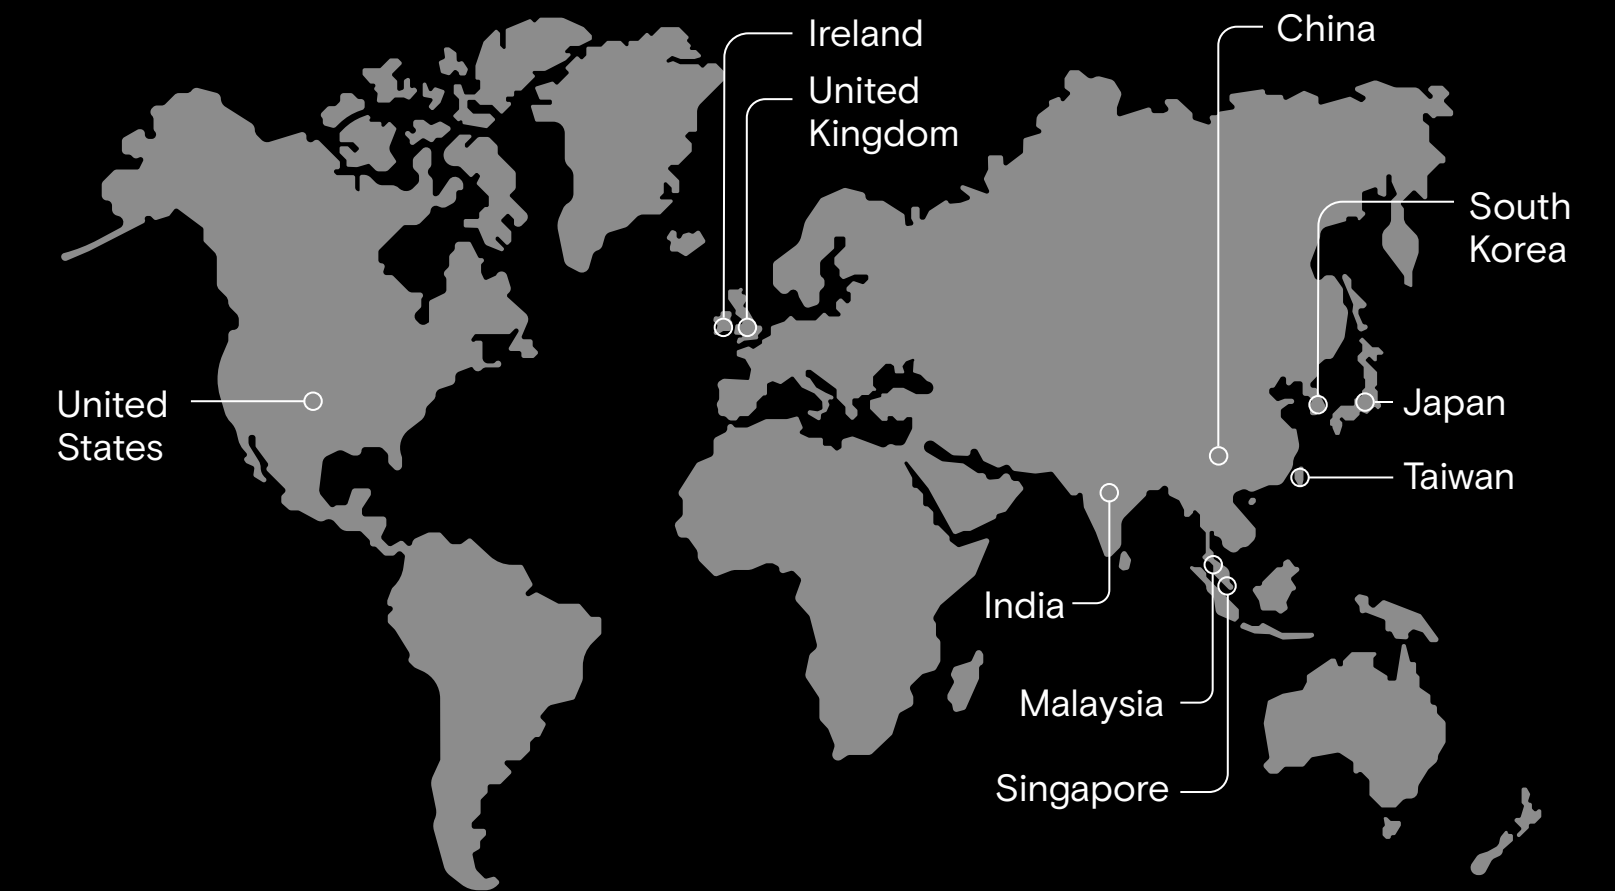 Ireland
China
United
Kingdom
South
Korea
United
States
Japan
Taiwan
India
Malaysia
Singapore